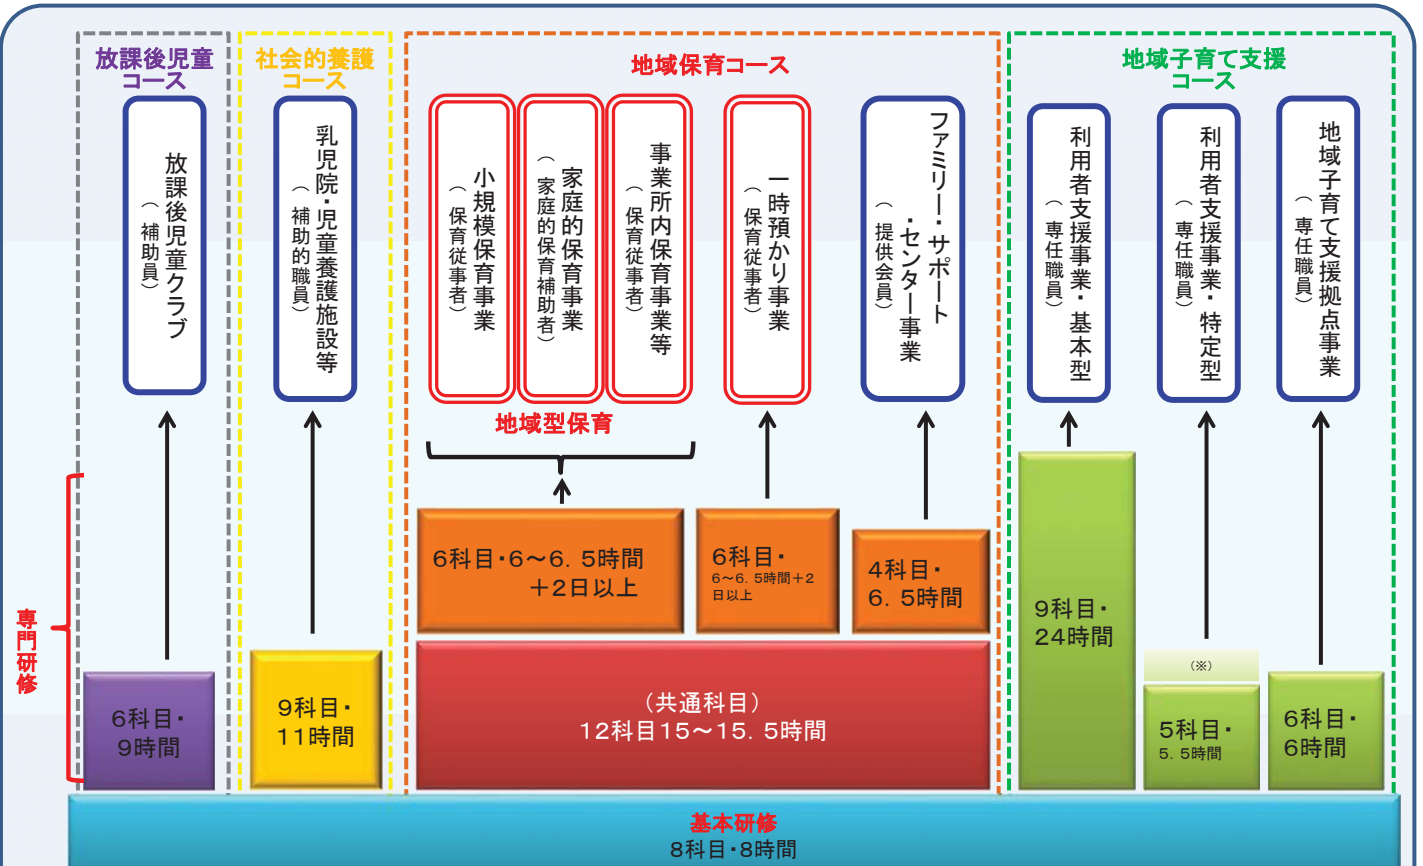 放課後児童
コース
社会的養護
コース
地域保育コース
地域子育て支援
コース
放課後児童クラブ
（補助員）
乳児院・児童養護施設等
（補助的職員）
小規模保育事業
（保育従事者）
家庭的保育事業
（家庭的保育補助者）
事業所内保育事業等
（保育従事者）
一時預かり事業
（保育従事者）
ファミリー・サポート
・センター事業
（提供会員）
利用者支援事業・基本型
（専任職員）
利用者支援事業・特定型
（専任職員）
地域子育て支援拠点事業
（専任職員）
地域型保育
専門研修
6科目・
9時間
9科目・
11時間
6科目・6～6．5時間
＋2日以上
6科目・
6～6．5時間＋2
日以上
4科目・
6．5時間
（共通科目）
12科目15～15．5時間
9科目・
24時間
（※）
5科目・
5．5時間
6科目・
6時間
基本研修
8科目・8時間